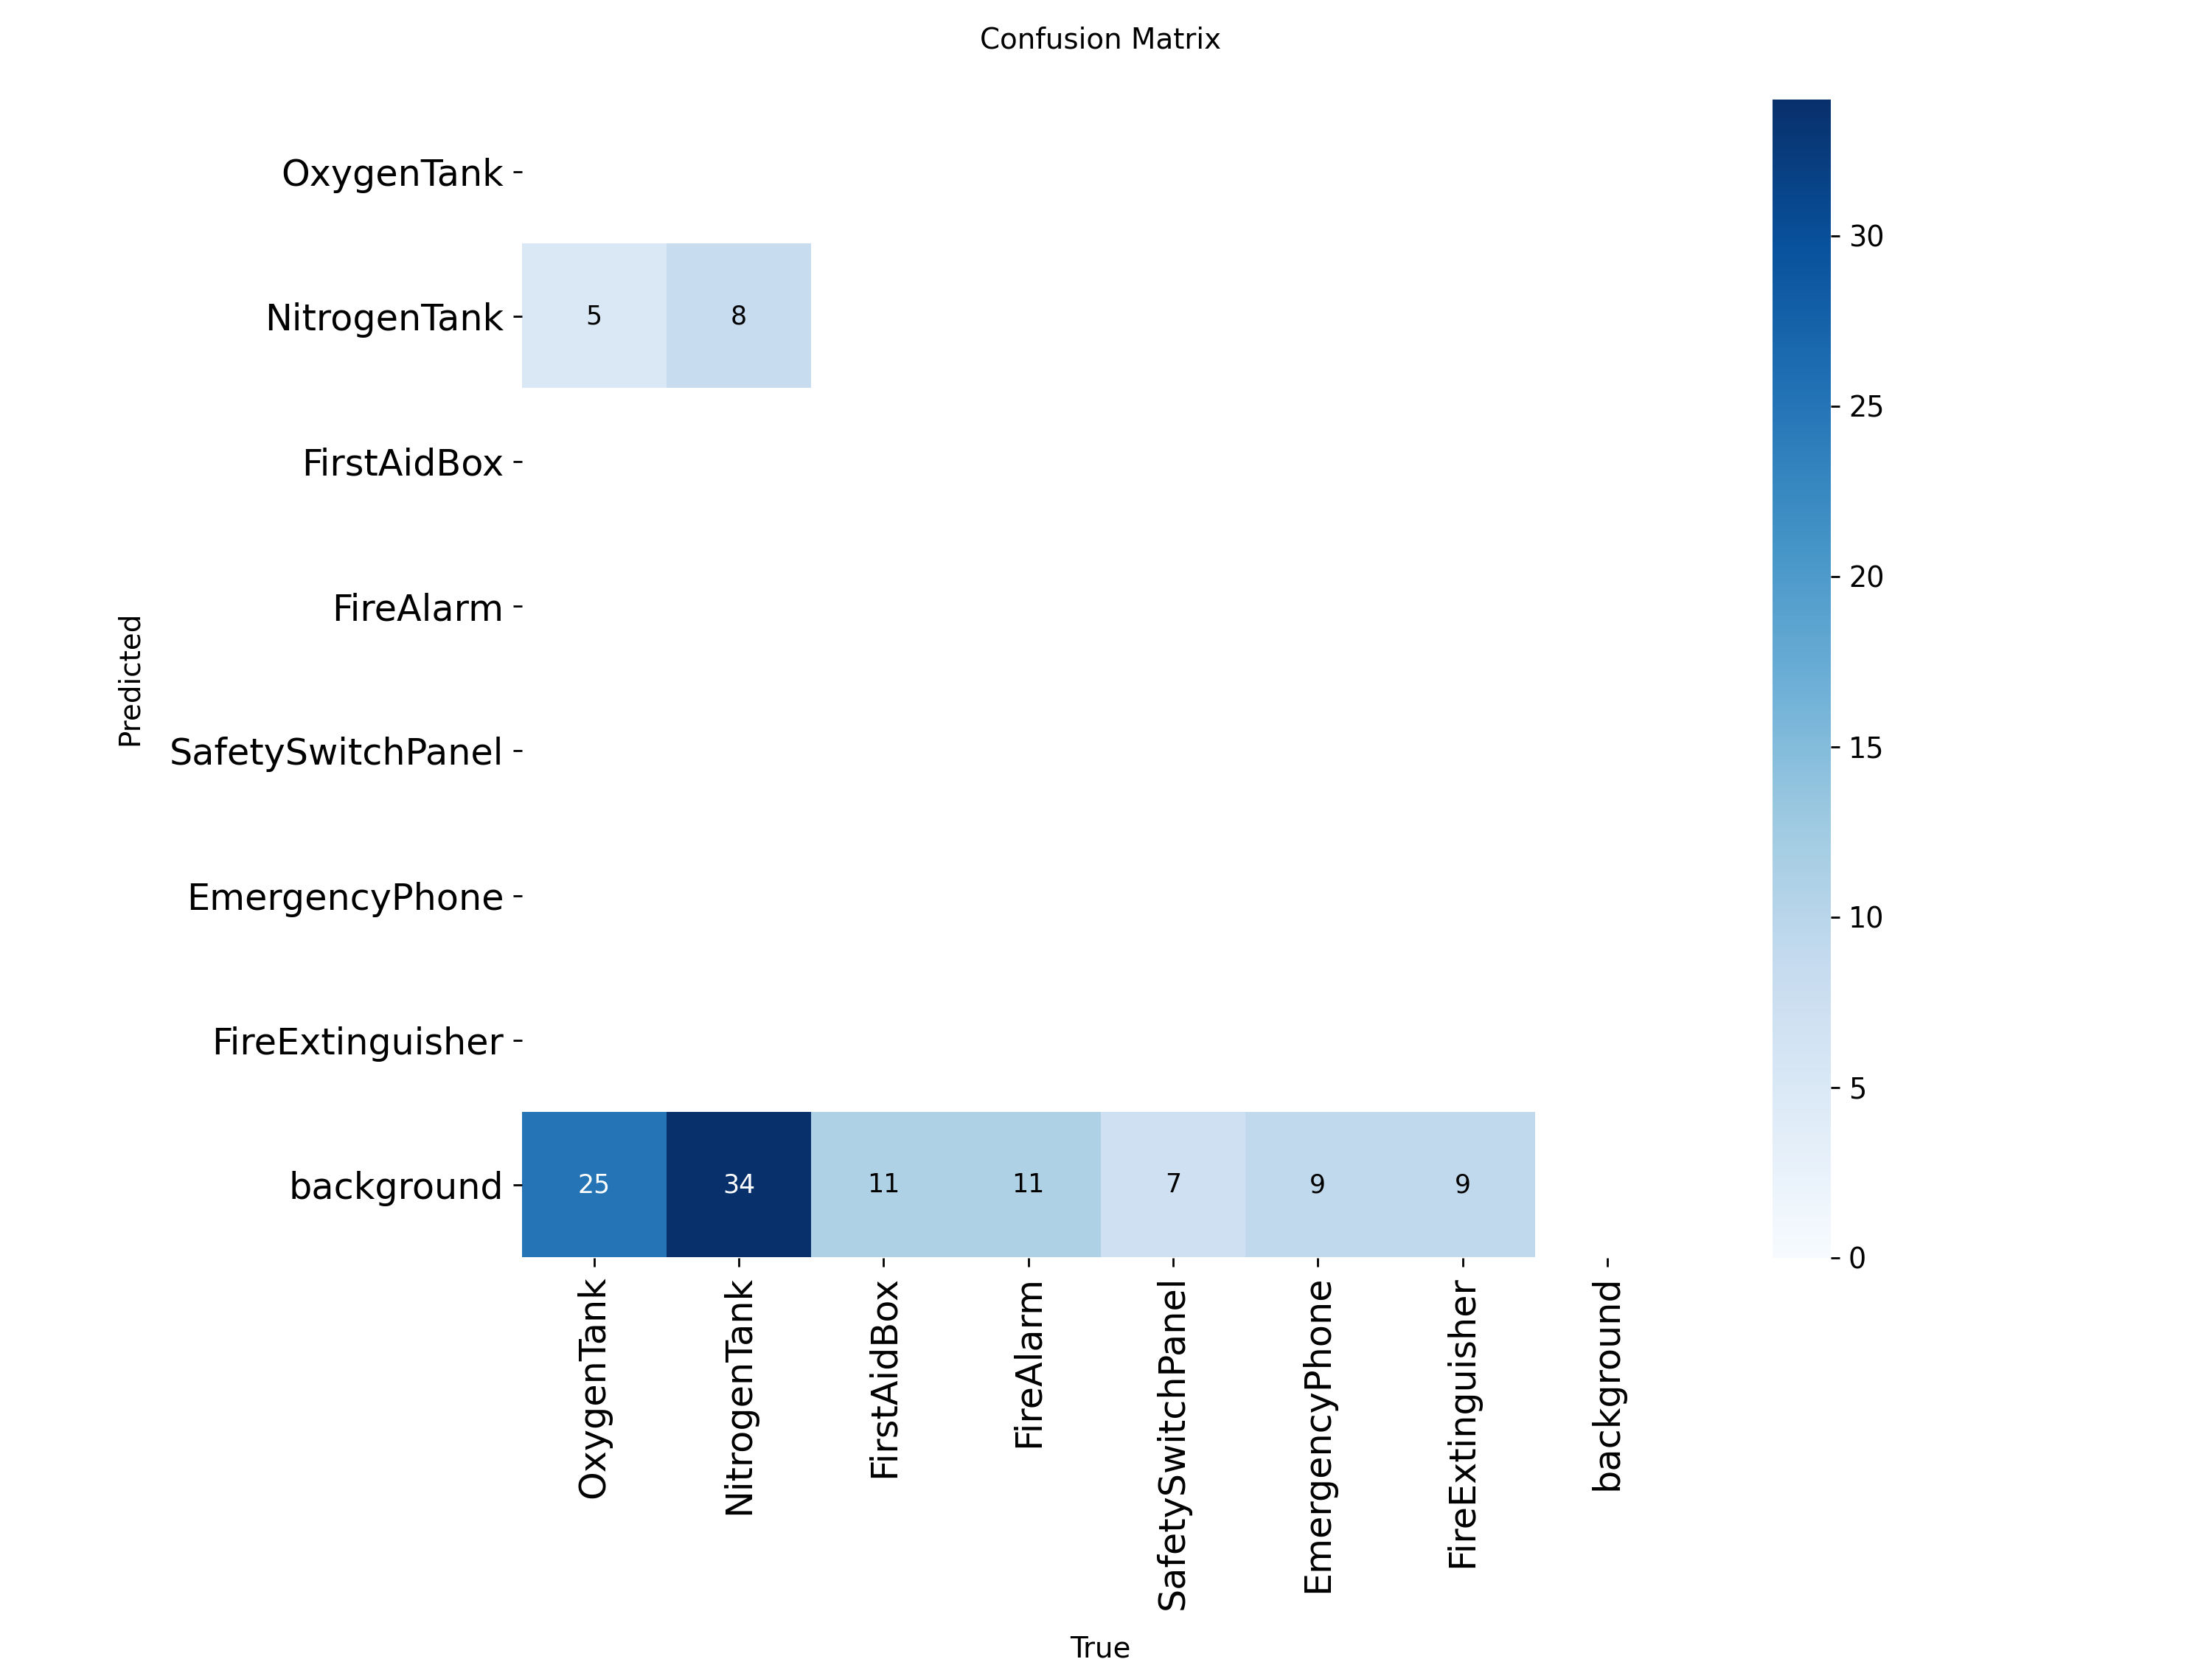 Confusion Matrix
Predicted
OxygenTank
NitrogenTank
5 8
FirstAidBox
FireAlarm
SafetySwitchPanel
EmergencyPhone
FireExtinguisher
background
25 34 11 11 7 9 9
OxygenTank
NitrogenTank
FirstAidBox
FireAlarm
SafetySwitchPanel
EmergencyPhone
FireExtinguisher
background
True
30
25
20
15
10
5
0